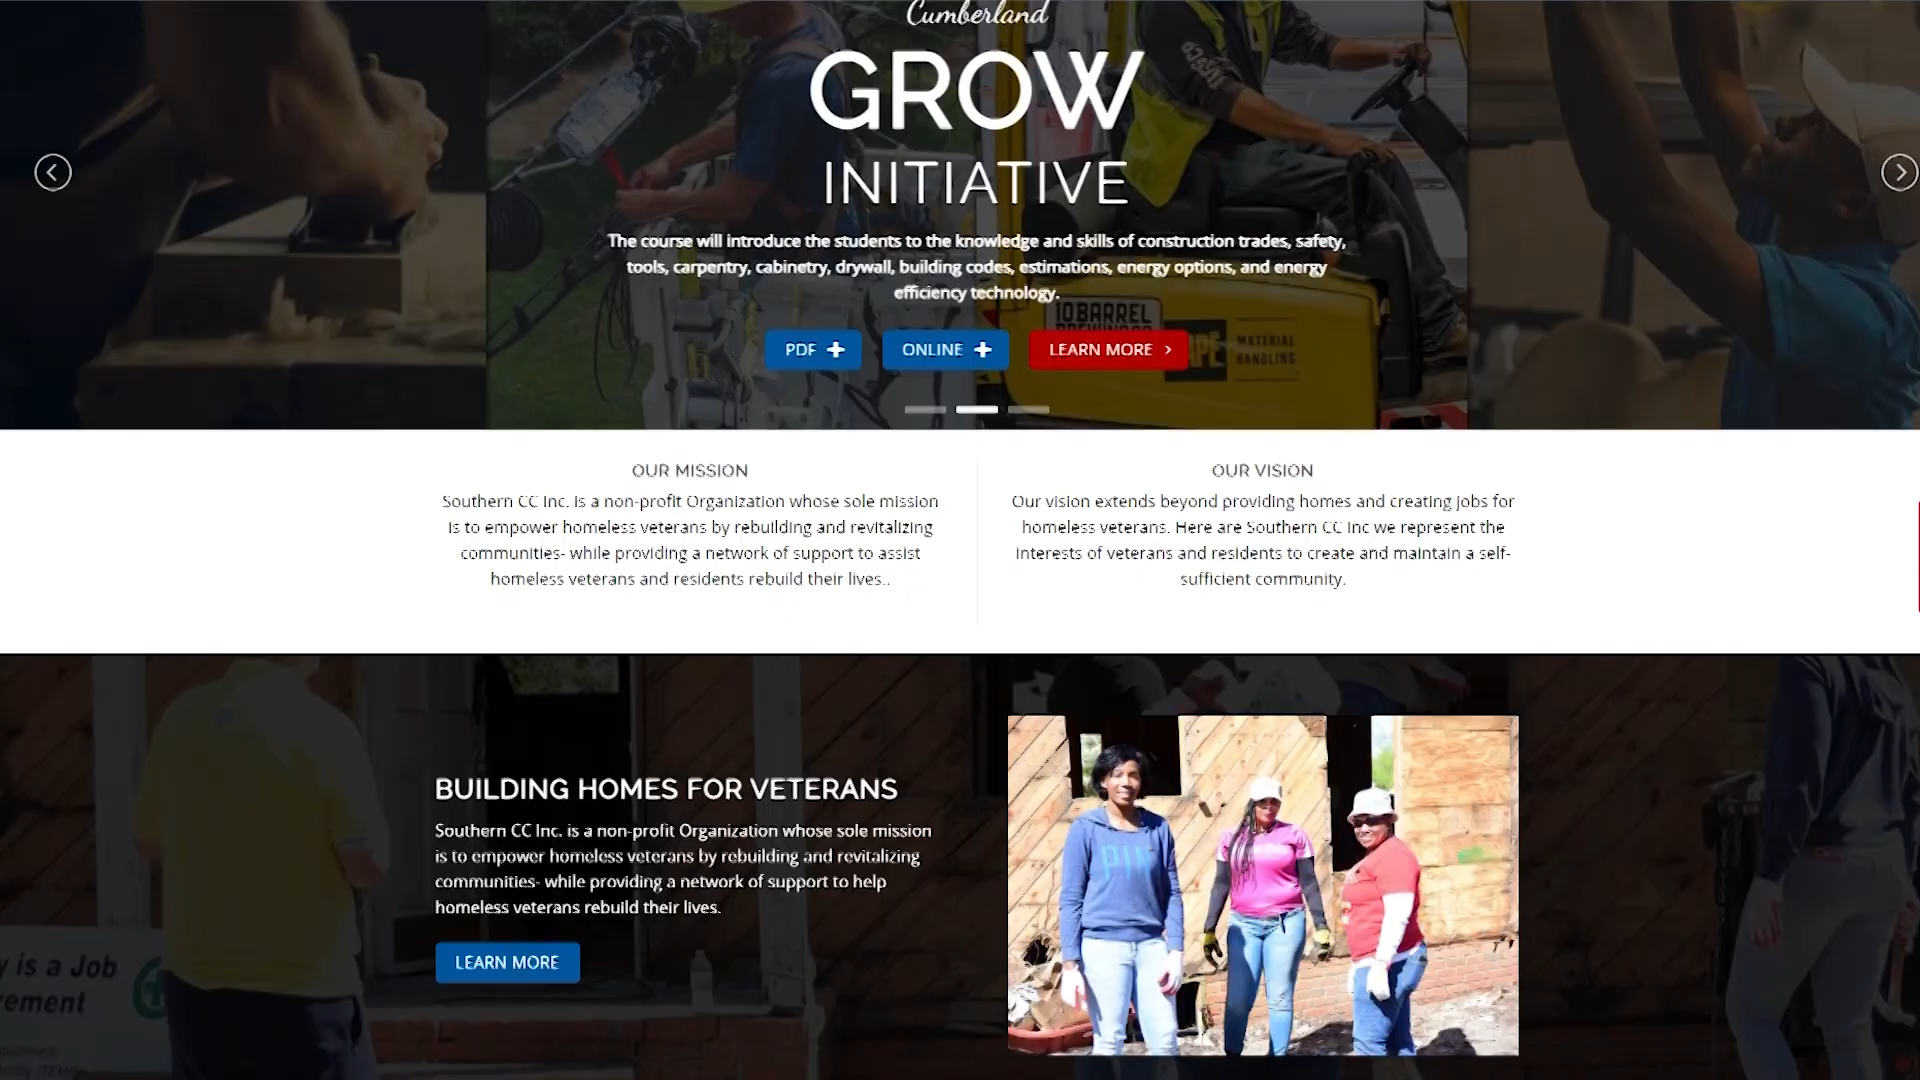 Cumberland
GROW
INITIATIVE
The course will introduce the students to the knowledge and skills of construction trades, safety,
tools, carpentry, cabinetry, drywall, building codes, estimations, energy options, and energy
efficiency technology.
10 BARREL
MATERIAL
HANDLING
PDF
ONLINE
LEARN MORE
OUR MISSION
Southern CC Inc. is a non-profit Organization whose sole mission
is to empower homeless veterans by rebuilding and revitalizing
communities- while providing a network of support to assist
homeless veterans and residents rebuild their lives..
OUR VISION
Our vision extends beyond providing homes and creating jobs for
homeless veterans. Here are Southern CC Inc we represent the
interests of veterans and residents to create and maintain a self-
sufficient community.
BUILDING HOMES FOR VETERANS
Southern CC Inc. is a non-profit Organization whose sole mission
is to empower homeless veterans by rebuilding and revitalizing
communities- while providing a network of support to help
homeless veterans rebuild their lives.
LEARN MORE
y is a Job
rement